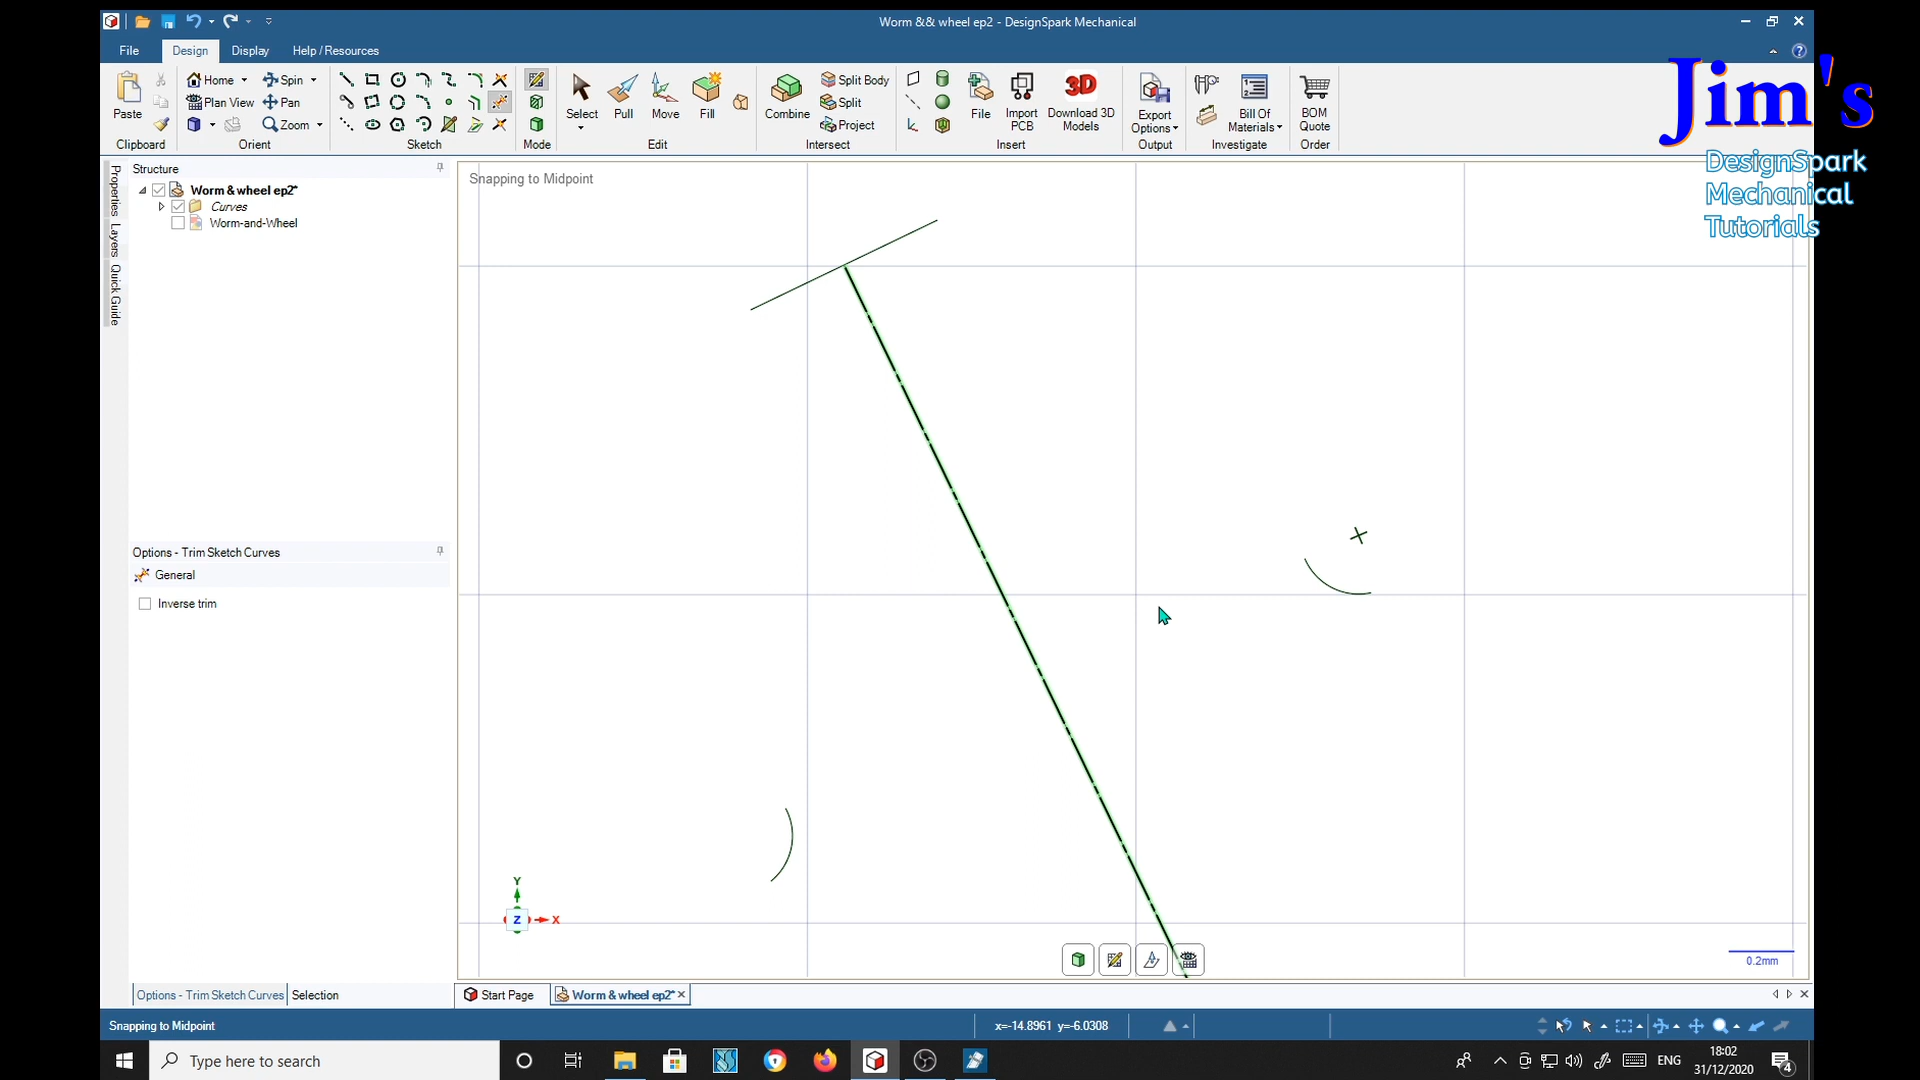 Worm && wheel ep2 - DesignSpark Mechanical
File
Design
Display
Help / Resources
Paste
Clipboard
Home
Spin
Plan View
Pan
Zoom
Orient
Sketch
Mode
Select
Pull
Move
Fill
Edit
Combine
Split Body
Split
Project
Intersect
File
Import PCB
Download 3D Models
3D
Insert
Export Options
Output
Bill Of Materials
Investigate
BOM Quote
Order
Jim's
DesignSpark
Mechanical
Tutorials
Properties
Layers
Quick Guide
Structure
Worm & wheel ep2*
Curves
Worm-and-Wheel
Snapping to Midpoint
Options - Trim Sketch Curves
General
Inverse trim
Y
Z
X
0.2mm
Options - Trim Sketch Curves
Selection
Start Page
Worm & wheel ep2*
Snapping to Midpoint
x=-14.8961 y=-6.0308
Type here to search
ENG
18:02
31/12/2020
4